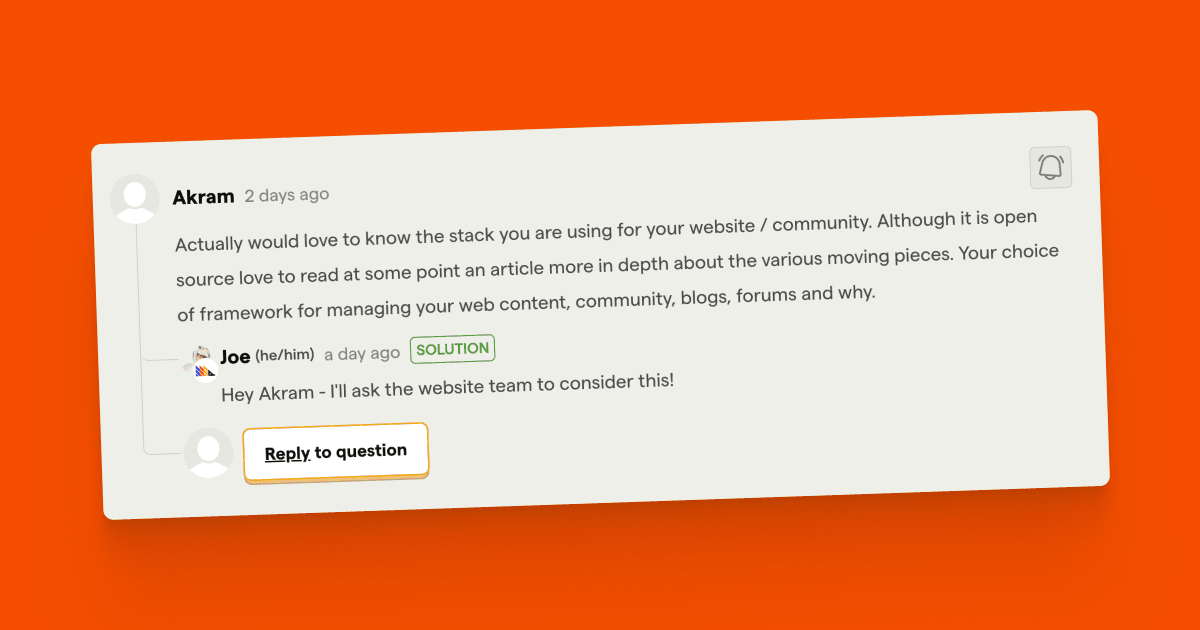 Akram 2 days ago
Actually would love to know the stack you are using for your website / community. Although it is open
source love to read at some point an article more in depth about the various moving pieces. Your choice
of framework for managing your web content, community, blogs, forums and why.
Joe (he/him) a day ago SOLUTION
Hey Akram - I'll ask the website team to consider this!
Reply to question